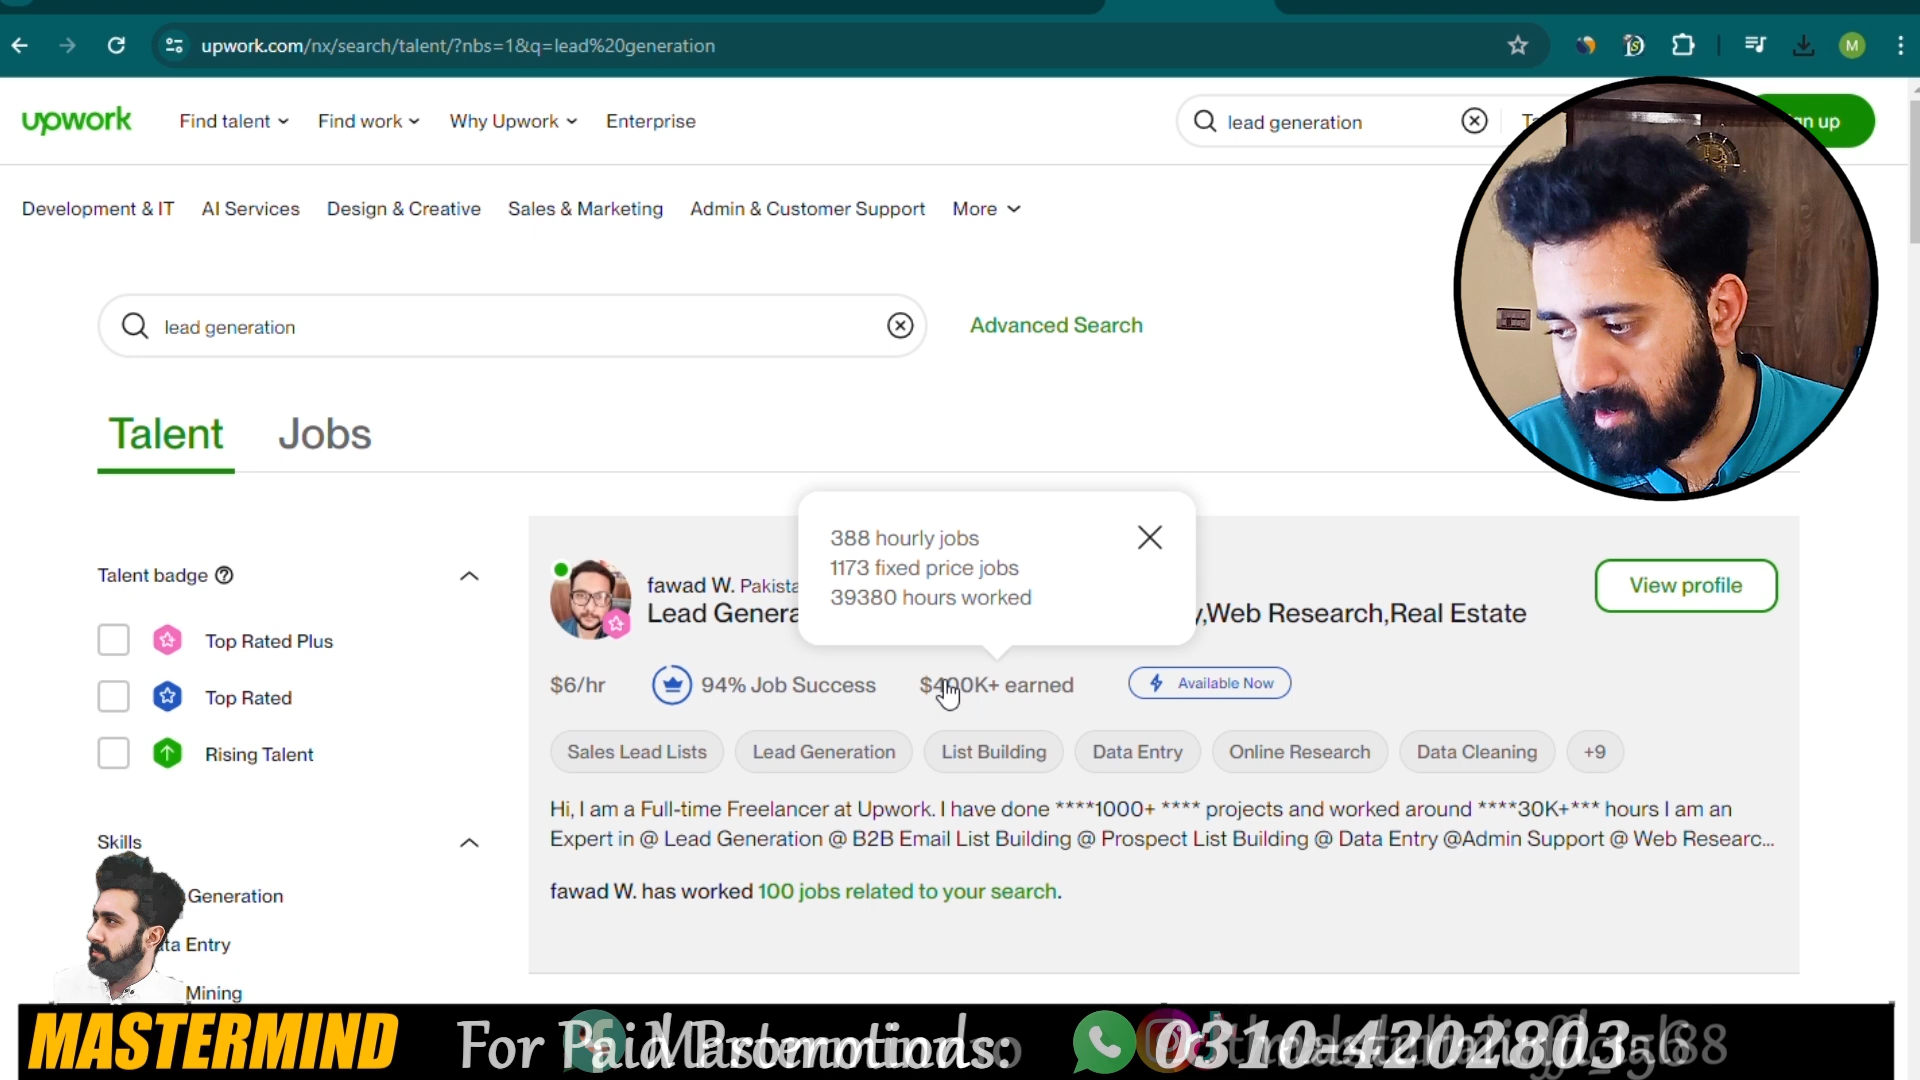 upwork.com/nx/search/talent/?nbs=1&q=lead%20generation
M
upwork
Find talent
Find work
Why Upwork
Enterprise
lead generation
up
Development & IT
AI Services
Design & Creative
Sales & Marketing
Admin & Customer Support
More
lead generation
Advanced Search
Talent
Jobs
388 hourly jobs
1173 fixed price jobs
39380 hours worked
Talent badge
Top Rated Plus
Top Rated
Rising Talent
fawad W.
Lead Genera
y,Web Research,Real Estate
View profile
$6/hr
94% Job Success
$400K+ earned
Available Now
Sales Lead Lists
Lead Generation
List Building
Data Entry
Online Research
Data Cleaning
+9
Hi, I am a Full-time Freelancer at Upwork. I have done ****1000+ **** projects and worked around ****30K+*** hours I am an
Expert in @ Lead Generation @ B2B Email List Building @ Prospect List Building @ Data Entry @Admin Support @ Web Researc...
fawad W. has worked 100 jobs related to your search.
Skills
Generation
Entry
Mining
MASTERMIND
For Paid Promotions:
0310-4202803